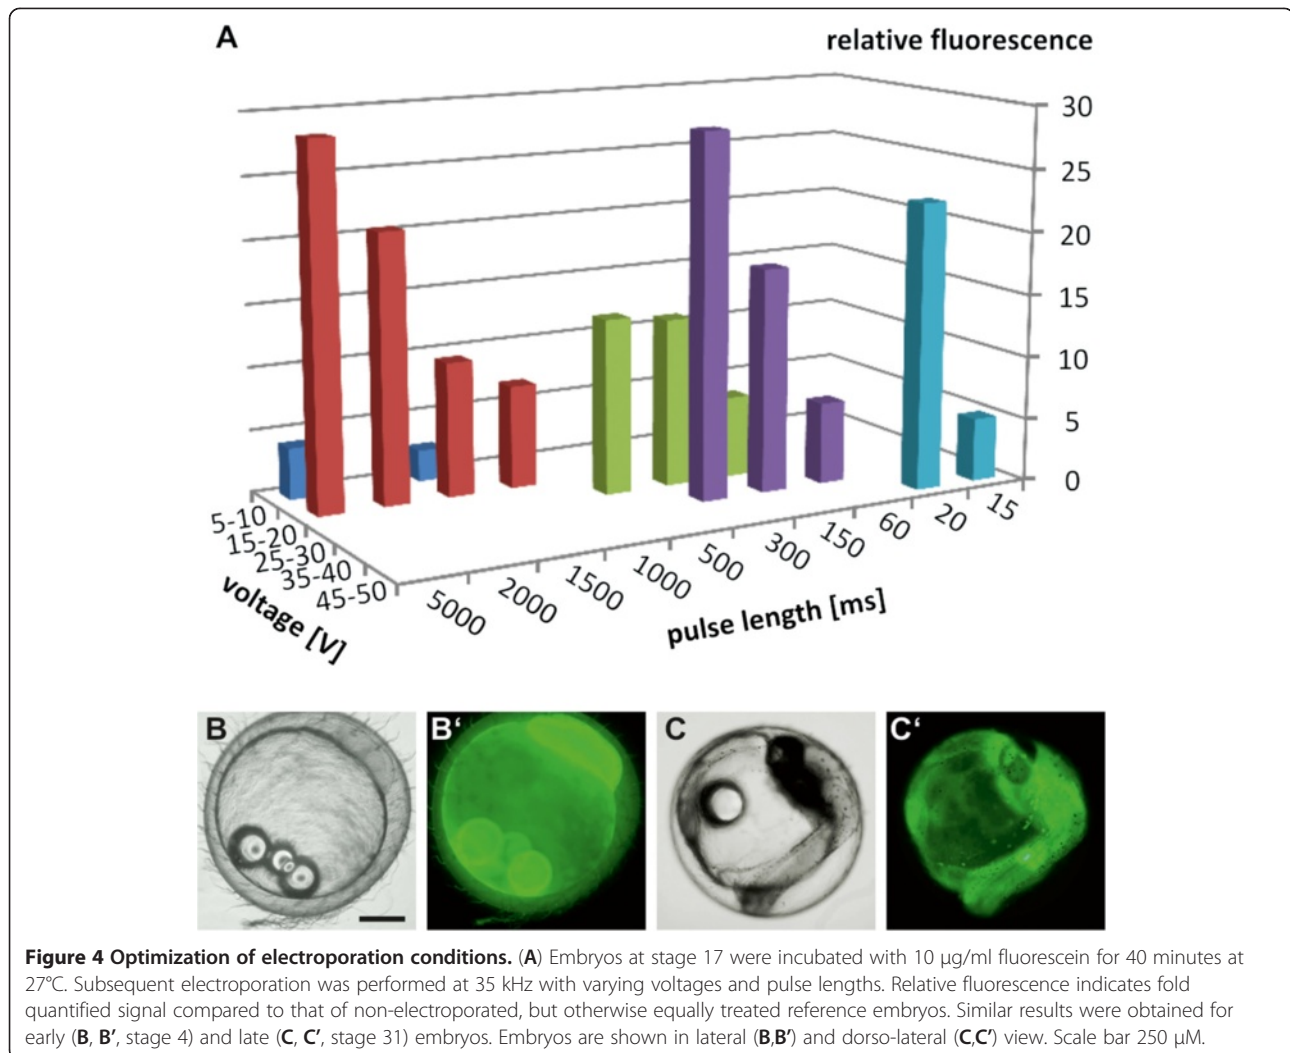 A
relative fluorescence
30
25
20
15
10
5
0
5-10
15-20
25-30
35-40
45-50
voltage [V]
5000
2000
1500
1000
500
300
150
60
20
15
pulse length [ms]
B
B‘
C
C‘
Figure 4 Optimization of electroporation conditions. (A) Embryos at stage 17 were incubated with 10 μg/ml fluorescein for 40 minutes at
27°C. Subsequent electroporation was performed at 35 kHz with varying voltages and pulse lengths. Relative fluorescence indicates fold
quantified signal compared to that of non-electroporated, but otherwise equally treated reference embryos. Similar results were obtained for
early (B, B’, stage 4) and late (C, C’, stage 31) embryos. Embryos are shown in lateral (B,B’) and dorso-lateral (C,C’) view. Scale bar 250 μM.